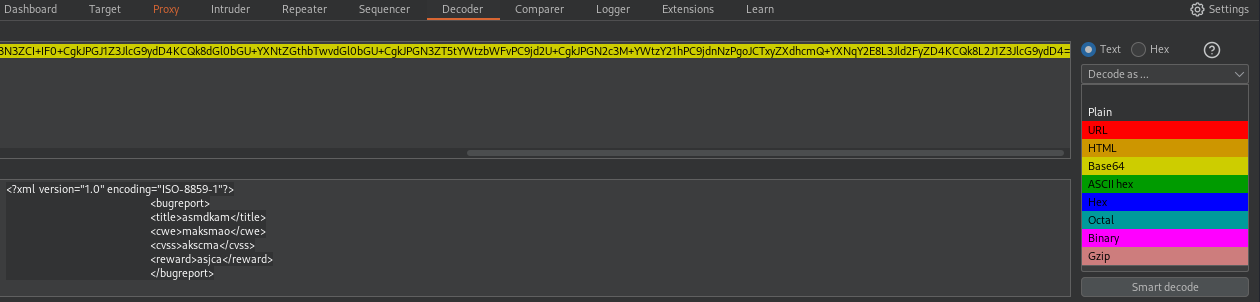 Dashboard Target Proxy Intruder Repeater Sequencer Decoder Comparer Logger Extensions Learn Settings
3N3ZCI+IF0+CgkJPGJ1Z3JlcG9ydD4KCQk8dGl0bGU+YXNtZGthbTwvdGl0bGU+CgkJPGN3ZT5tYWtzbWFvPC9jd2U+CgkJPGN2c3M+YWtzY21hPC9jdnNzPgoJCTxyZXdhcmQ+YXNqY2E8L3Jld2FyZD4KCQk8L2J1Z3JlcG9ydD4=
Text Hex ?
Decode as ...
Plain
URL
HTML
Base64
ASCII hex
Hex
Octal
Binary
Gzip
Smart decode
<?xml version="1.0" encoding="ISO-8859-1"?>
<bugreport>
<title>asmdkam</title>
<cwe>maksmao</cwe>
<cvss>akscma</cvss>
<reward>asjca</reward>
</bugreport>